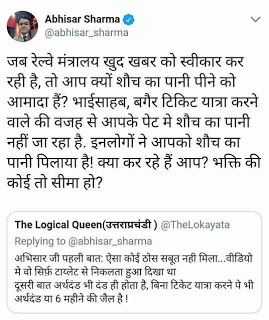 Abhisar Sharma
@abhisar_sharma
जब रेल्वे मंत्रालय खुद खबर को स्वीकार कर
रही है, तो आप क्यों शौच का पानी पीने को
आमादा हैं? भाईसाहब, बगैर टिकिट यात्रा करने
वाले की वजह से आपके पेट मे शौच का पानी
नहीं जा रहा है. इनलोगों ने आपको शौच का
पानी पिलाया है! क्या कर रहे हैं आप? भक्ति की
कोई तो सीमा हो?
The Logical Queen(उत्तराप्रचंडी ) @TheLokayata
Replying to @abhisar_sharma
अभिसार जी पहली बात: ऐसा कोई ठोस सबूत नही मिला...वीडियो
मे वो सिर्फ़ टाय्लेट से निकलता हुआ दिखा था
दूसरी बात अर्थदंड भी दंड ही होता है, बिना टिकेट यात्रा करने पे भी
अर्थदंड या 6 महीने की जैल है !